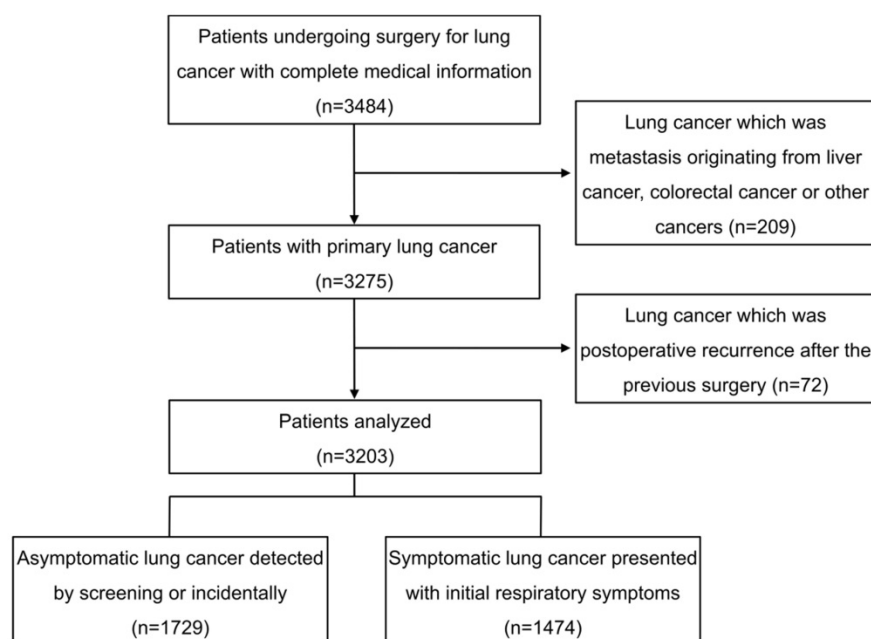 Patients undergoing surgery for lung
cancer with complete medical information
(n=3484)
Lung cancer which was
metastasis originating from liver
cancer, colorectal cancer or other
cancers (n=209)
Patients with primary lung cancer
(n=3275)
Lung cancer which was
postoperative recurrence after the
previous surgery (n=72)
Patients analyzed
(n=3203)
Asymptomatic lung cancer detected
by screening or incidentally
(n=1729)
Symptomatic lung cancer presented
with initial respiratory symptoms
(n=1474)